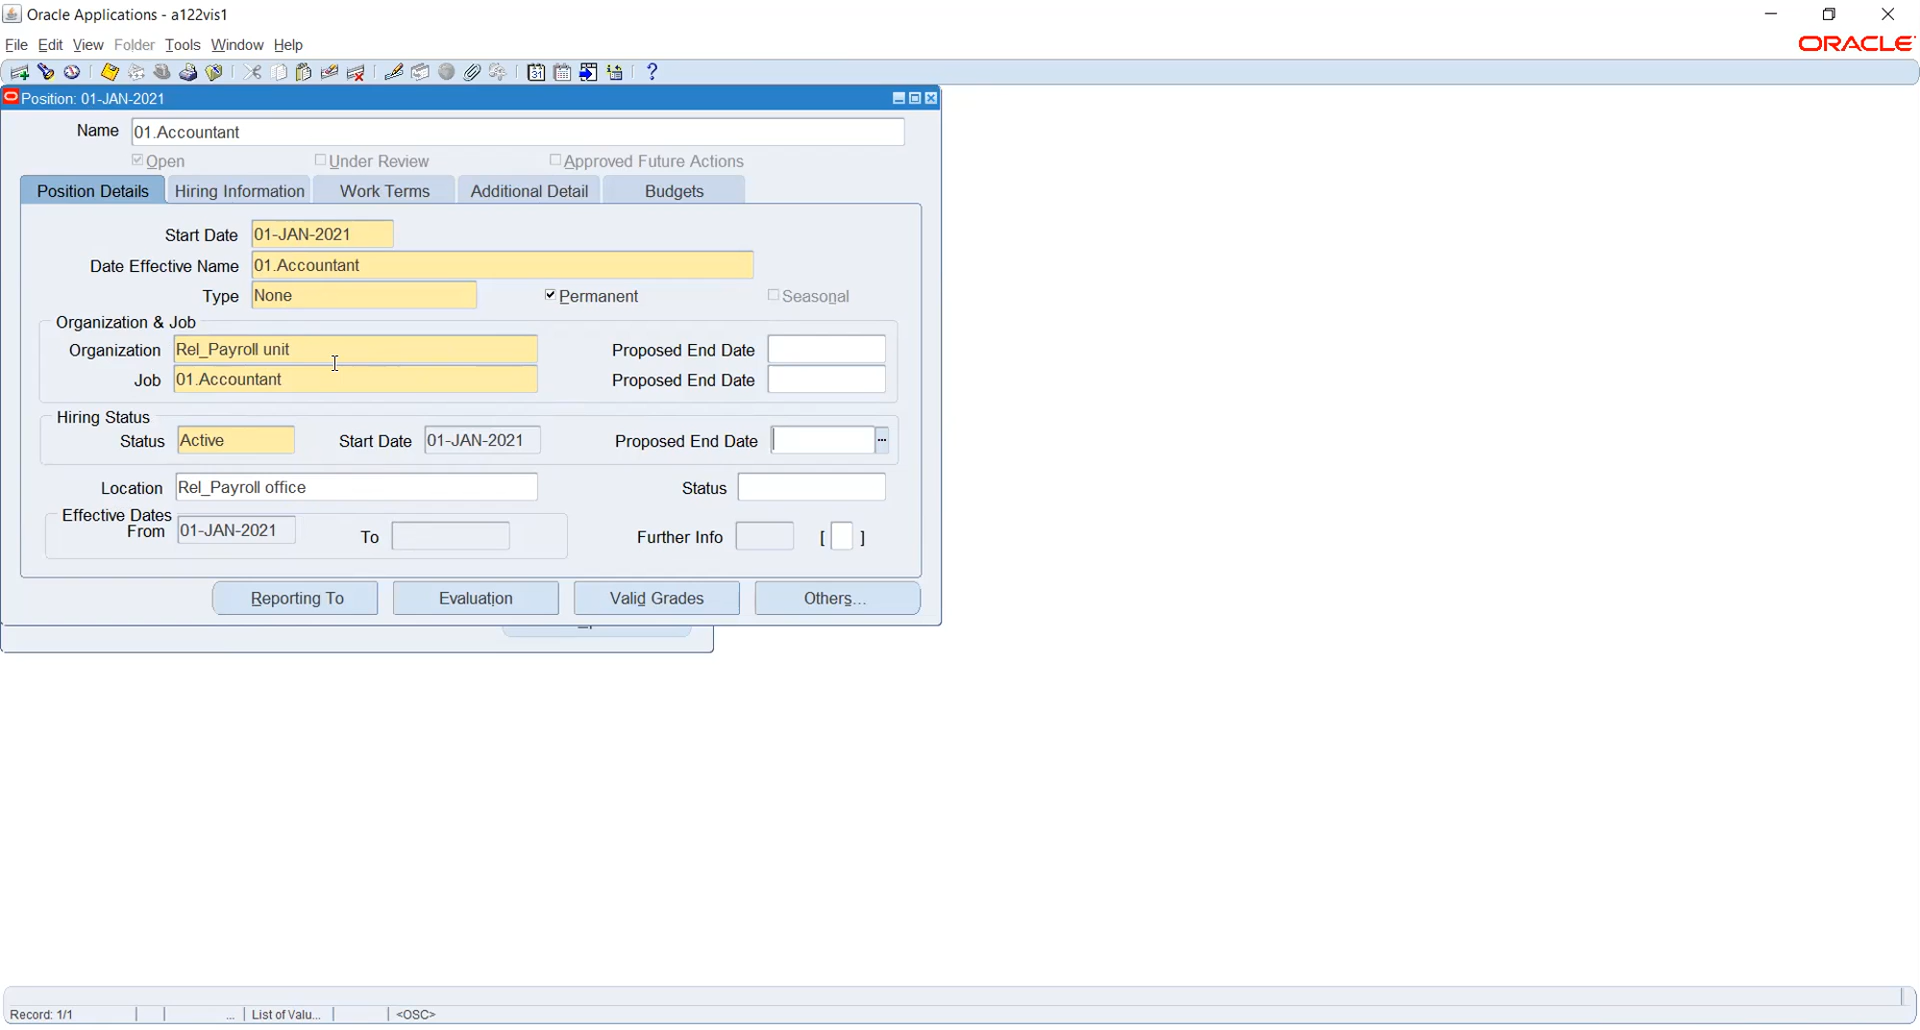 Oracle Applications - a122vis1
File Edit View Folder Tools Window Help
ORACLE
Position: 01-JAN-2021
Name 01.Accountant
Open Under Review Approved Future Actions
Position Details Hiring Information Work Terms Additional Detail Budgets
Start Date 01-JAN-2021
Date Effective Name 01.Accountant
Type None Permanent Seasonal
Organization & Job
Organization Rel_Payroll unit Proposed End Date
Job 01.Accountant Proposed End Date
Hiring Status
Status Active Start Date 01-JAN-2021 Proposed End Date ...
Location Rel_Payroll office Status
Effective Dates
From 01-JAN-2021 To Further Info [ ]
Reporting To Evaluation Valid Grades Others...
Record: 1/1 ... List of Valu... <OSC>